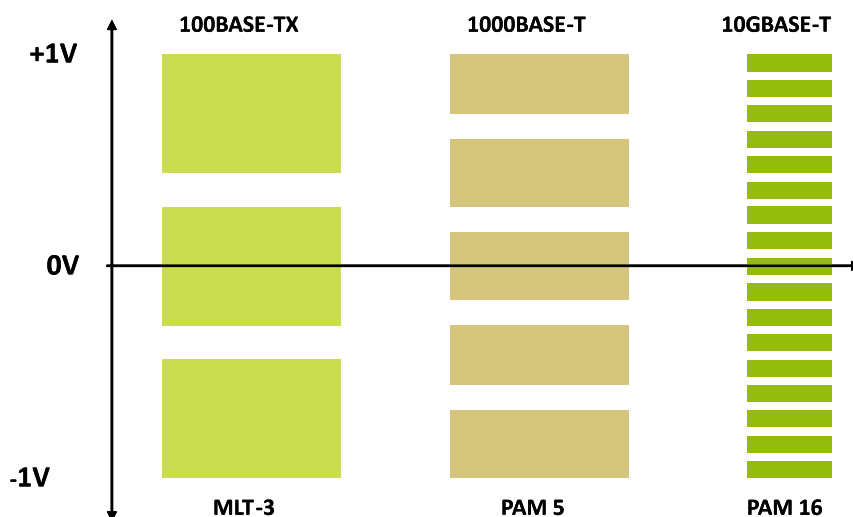 100BASE-TX
1000BASE-T
10GBASE-T
+1V
0V
-1V
MLT-3
PAM 5
PAM 16